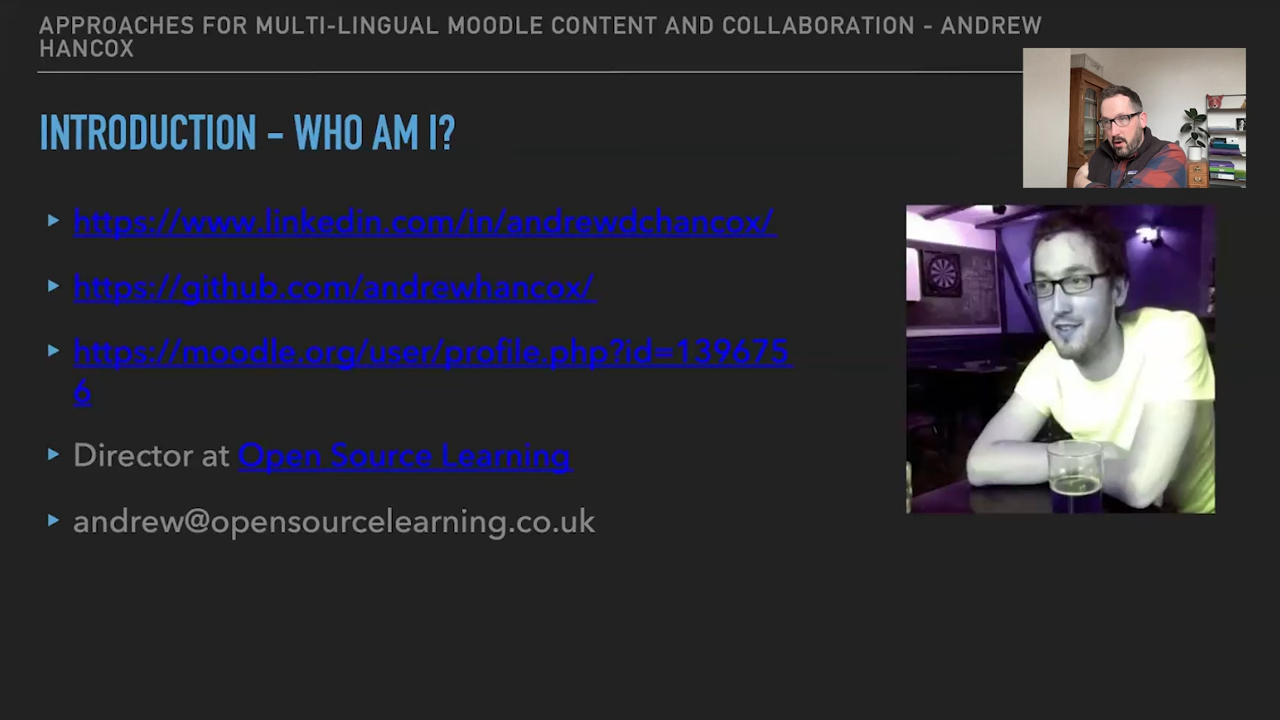 APPROACHES FOR MULTI-LINGUAL MOODLE CONTENT AND COLLABORATION - ANDREW
HANCOX
INTRODUCTION - WHO AM I?
https://www.linkedin.com/in/andrewdchancox/
https://github.com/andrewhancox/
https://moodle.org/user/profile.php?id=139675
6
Director at Open Source Learning
andrew@opensourcelearning.co.uk